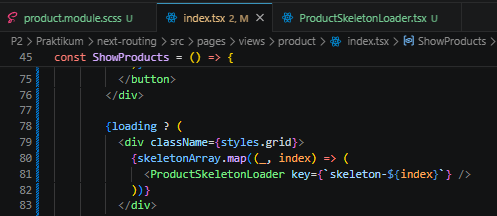 product.module.scss index.tsx 2, M ProductSkeletonLoader.tsx U
P2 > Praktikum > next-routing > src > pages > views > product > index.tsx > ShowProducts >
45 const ShowProducts = () => {
75 </button>
76 </div>
77
78 {loading ? (
79 <div className={styles.grid}>
80 {skeletonArray.map((_, index) => (
81 <ProductSkeletonLoader key={`skeleton-${index}`} />
82 ))}
83 </div>